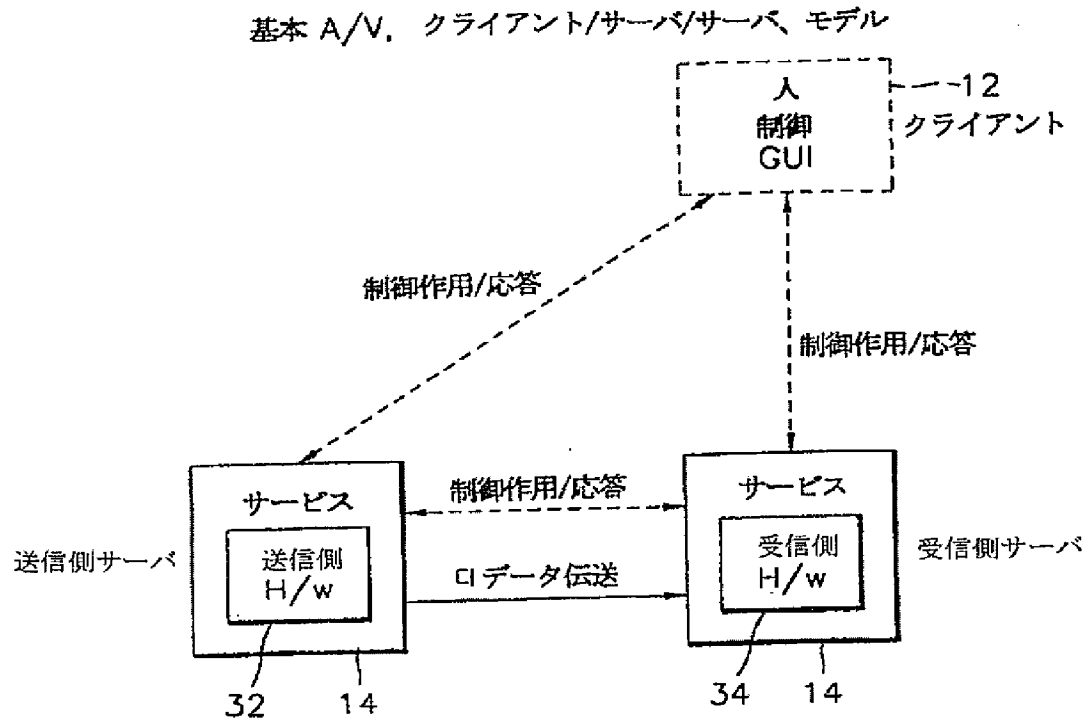 基本 A/V, クライアント/サーバ/サーバ、モデル
人
制御
GUI
12
クライアント
制御作用/応答
制御作用/応答
サービス
送信側
H/w
送信側サーバ
制御作用/応答
CIデータ伝送
サービス
受信側
H/w
受信側サーバ
32
14
34
14